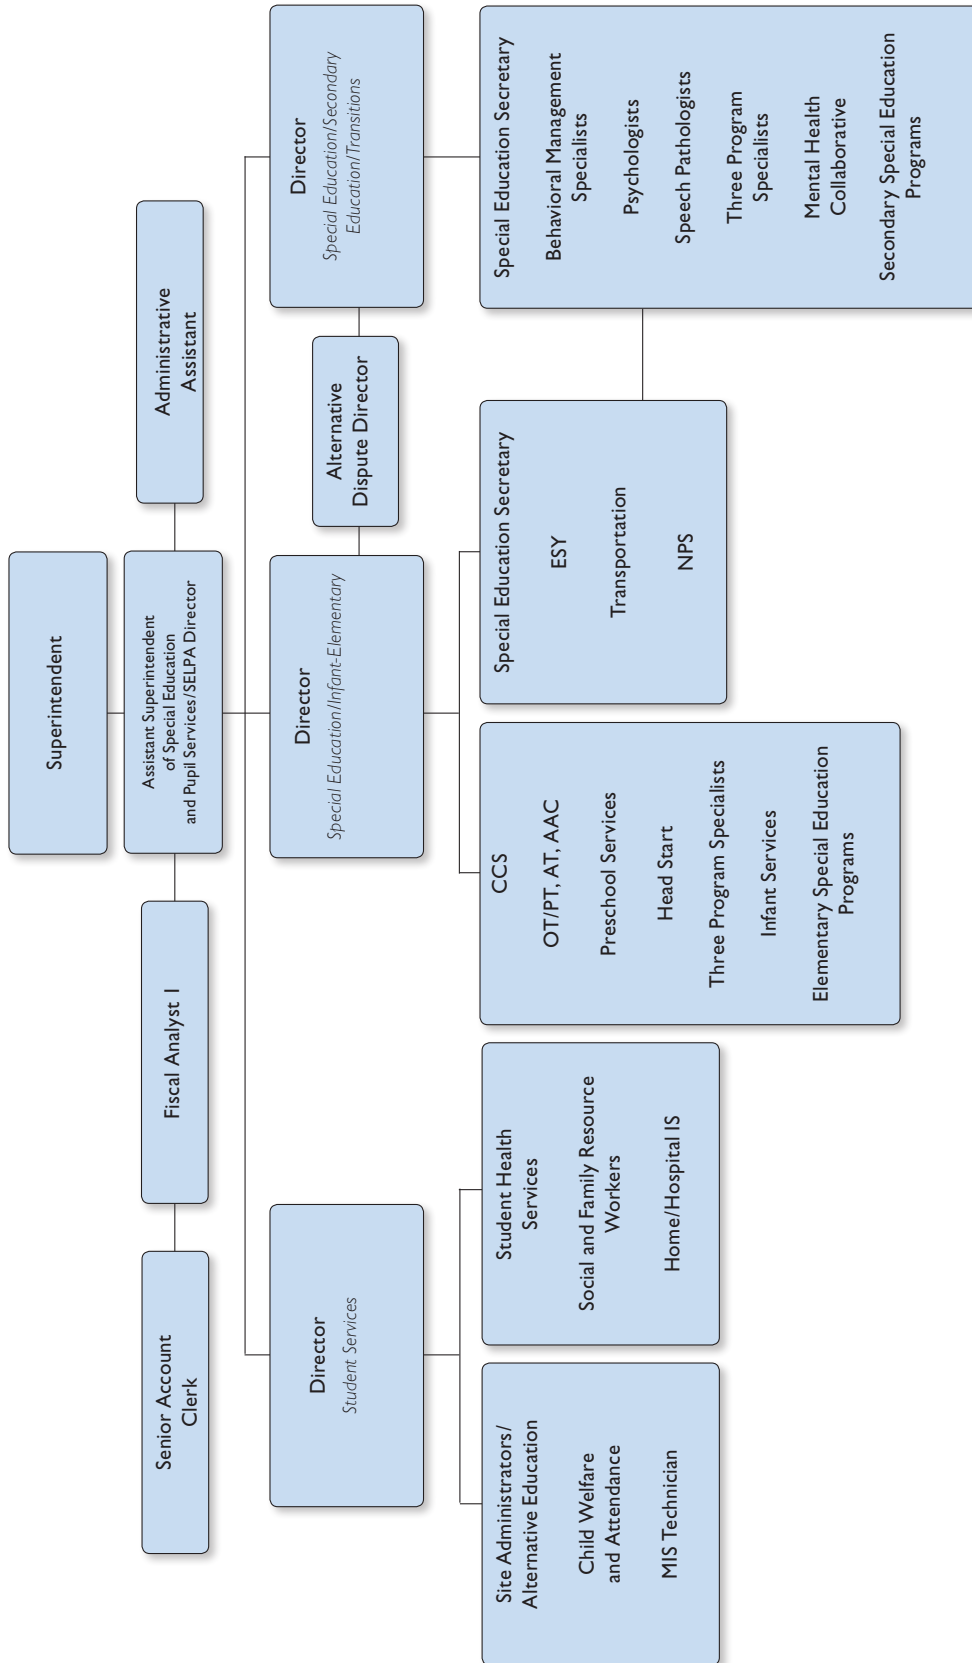 Superintendent
Senior Account
Clerk
Fiscal Analyst I
Assistant Superintendent
of Special Education
and Pupil Services/SELPA Director
Administrative
Assistant
Director
Student Services
Director
Special Education/Infant-Elementary
Alternative
Dispute Director
Director
Special Education/Secondary
Education/Transitions
Site Administrators/
Alternative Education
Child Welfare
and Attendance
MIS Technician
Student Health
Services
Social and Family Resource
Workers
Home/Hospital IS
CCS
OT/PT, AT, AAC
Preschool Services
Head Start
Three Program Specialists
Infant Services
Elementary Special Education
Programs
Special Education Secretary
ESY
Transportation
NPS
Special Education Secretary
Behavioral Management
Specialists
Psychologists
Speech Pathologists
Three Program
Specialists
Mental Health
Collaborative
Secondary Special Education
Programs